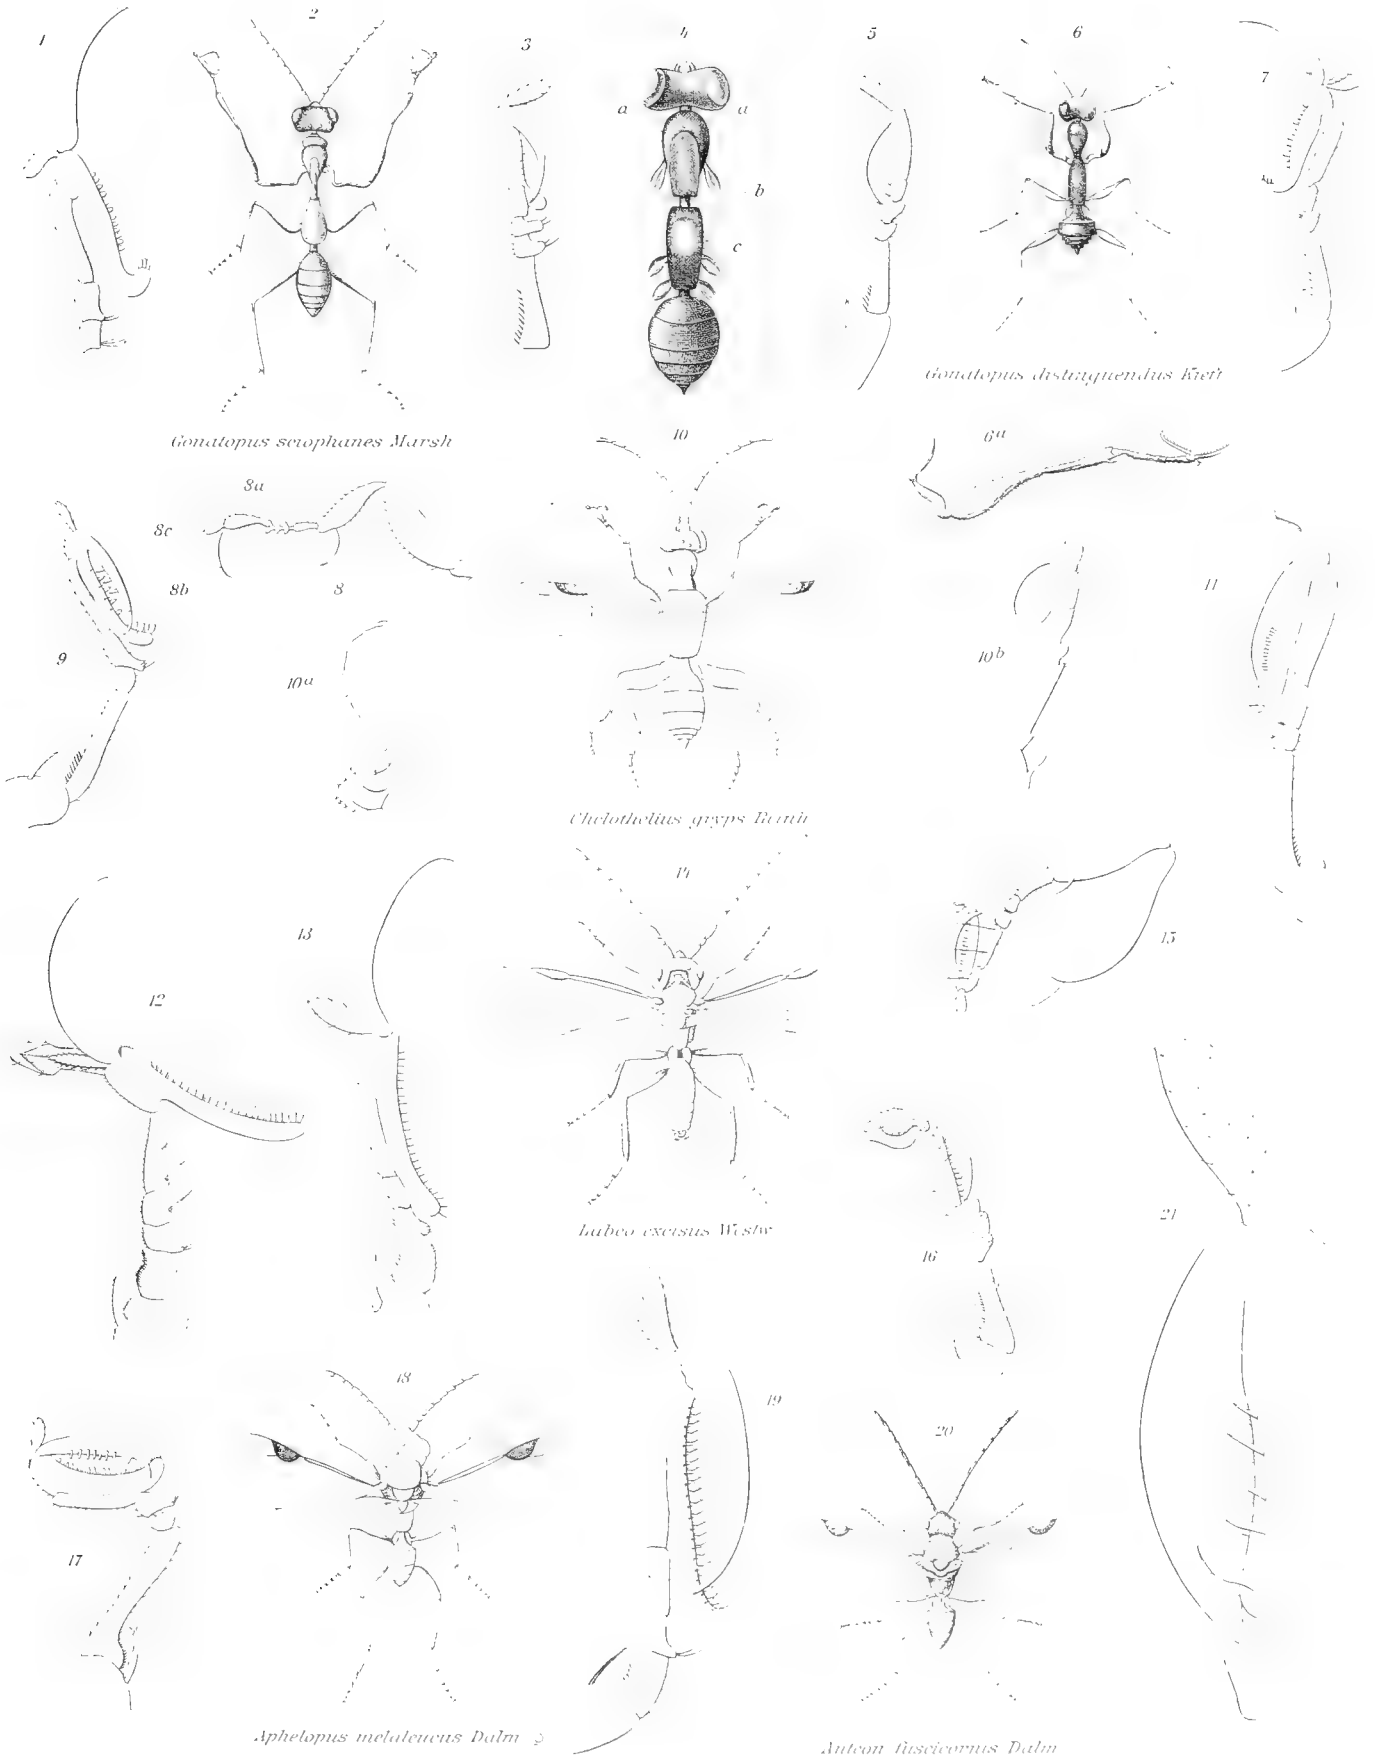 1
2
3
4
5
6
7
a
a
b
c
Gonatopus distinguendus Kieff
Gonatopus sciophanes Marsh
10
6a
8a
8c
8b
8
9
10a
10b
11
Chelothelius gryps Reinh
12
13
14
15
Labeo excisus Westw
16
21
17
18
19
20
Aphelopus melaleucus Dalm ♀
Anteon fuscicornis Dalm